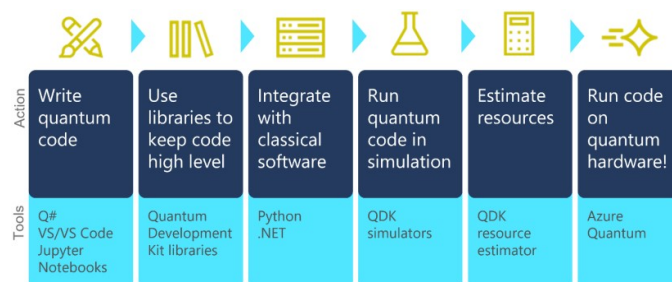 Action
Write
quantum
code
Use
libraries to
keep code
high level
Integrate
with
classical
software
Run
quantum
code in
simulation
Estimate
resources
Run code
on
quantum
hardware!
Tools
Q#
VS/VS Code
Jupyter
Notebooks
Quantum
Development
Kit libraries
Python
.NET
QDK
simulators
QDK
resource
estimator
Azure
Quantum